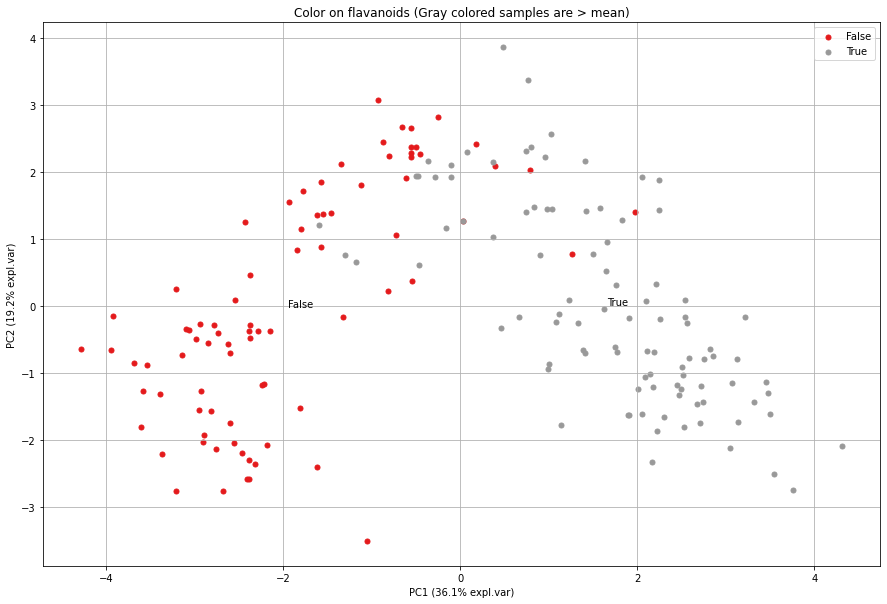 Color on flavanoids (Gray colored samples are > mean)
False
True
4
3
2
1
0
−1
−2
−3
False
True
−4
−2
0
2
4
PC1 (36.1% expl.var)
PC2 (19.2% expl.var)